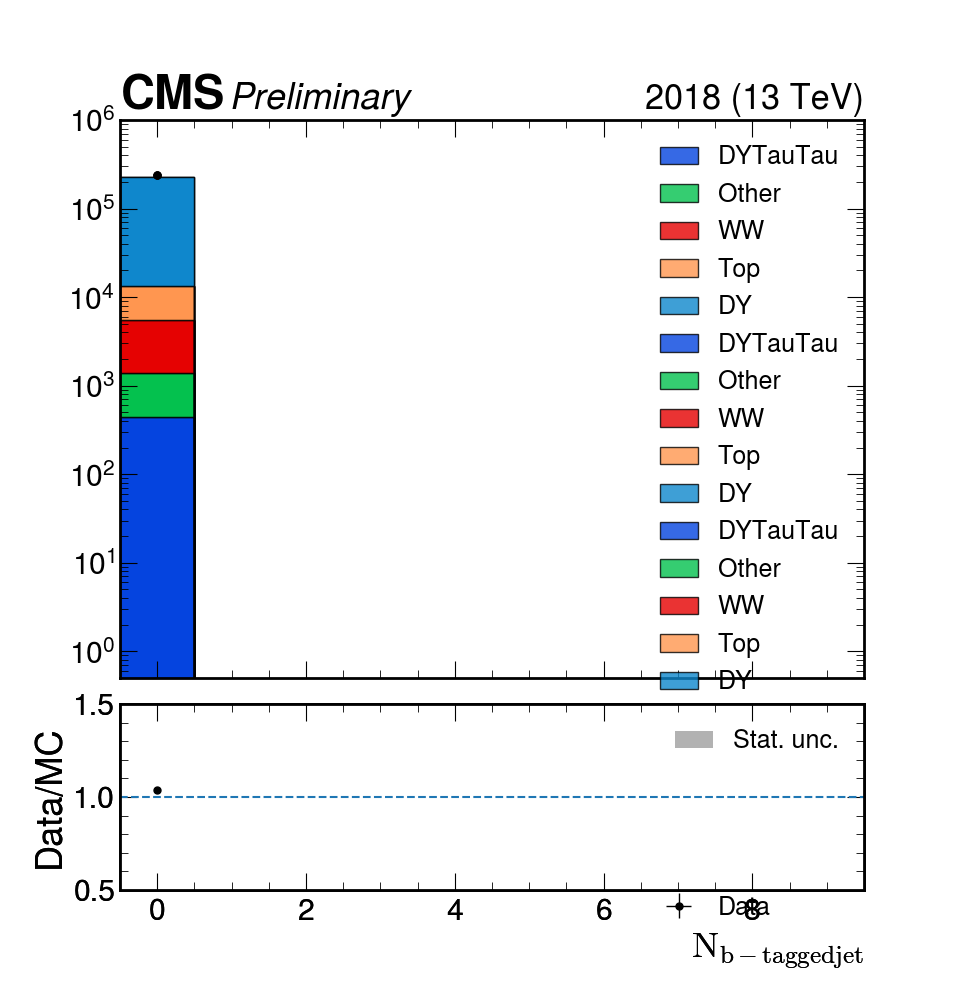 CMS Preliminary 2018 (13 TeV)
10^6
10^5
10^4
10^3
10^2
10^1
10^0
DYTauTau
Other
WW
Top
DY
DYTauTau
Other
WW
Top
DY
DYTauTau
Other
WW
Top
DY
Data/MC
1.5
1.0
0.5
Stat. unc.
0 2 4 6 8
Data
N_{b-taggedjet}